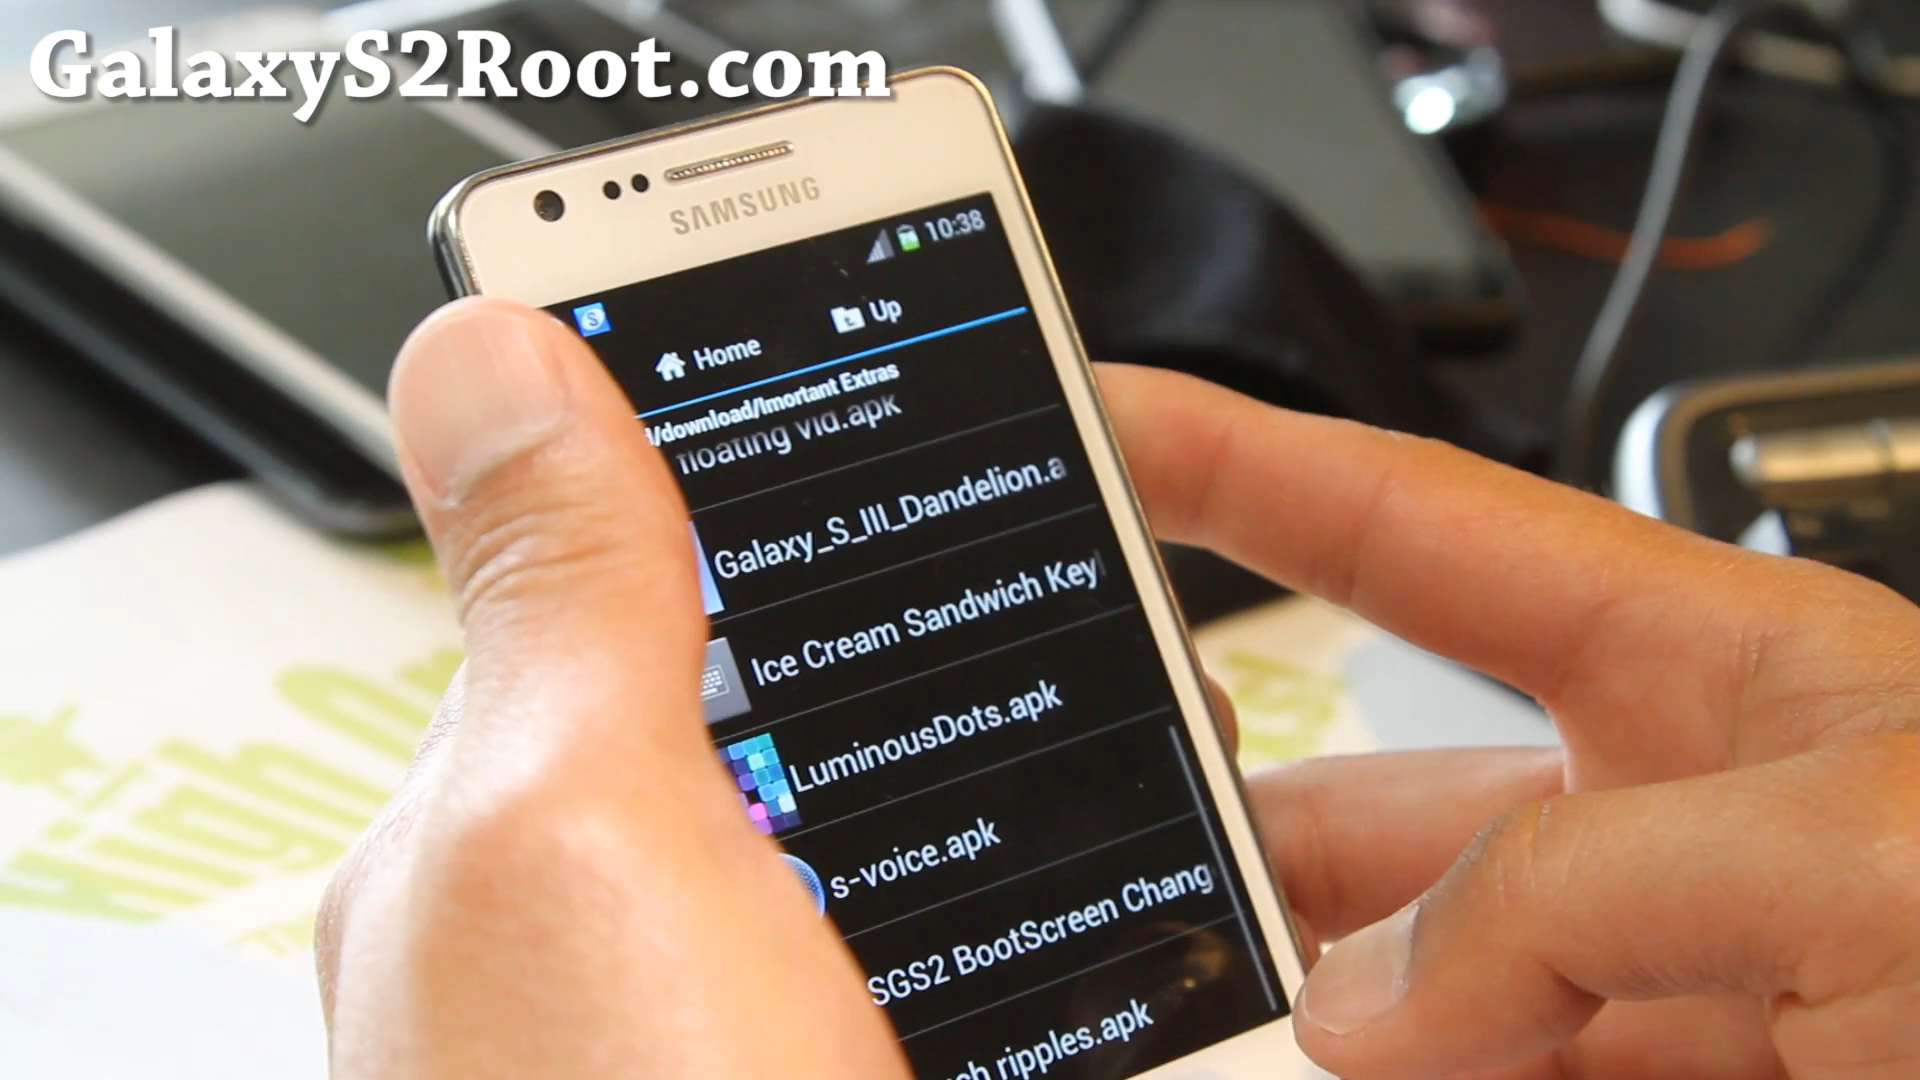 GalaxyS2Root.com
SAMSUNG
10:38
Home
Up
/download/Imortant Extras
floating vid.apk
Galaxy_S_III_Dandelion.a
Ice Cream Sandwich Key
LuminousDots.apk
s-voice.apk
SGS2 BootScreen Chang
ripples.apk